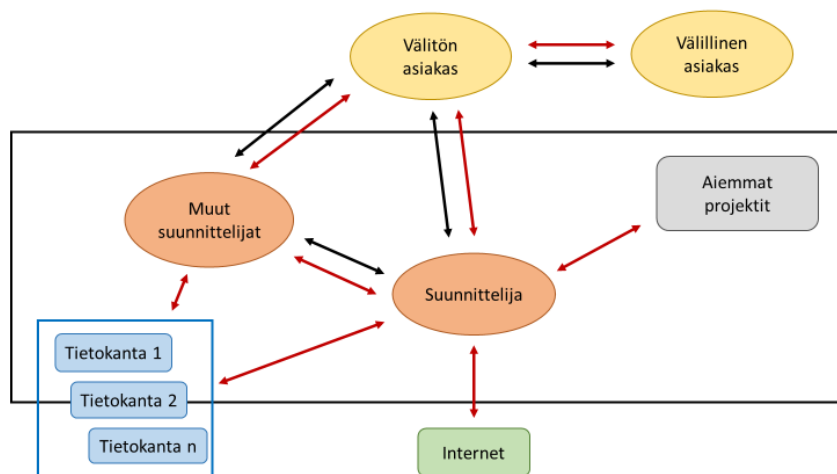 Välitön
asiakas
Välillinen
asiakas
Muut
suunnittelijat
Aiemmat
projektit
Suunnittelija
Tietokanta 1
Tietokanta 2
Tietokanta n
Internet